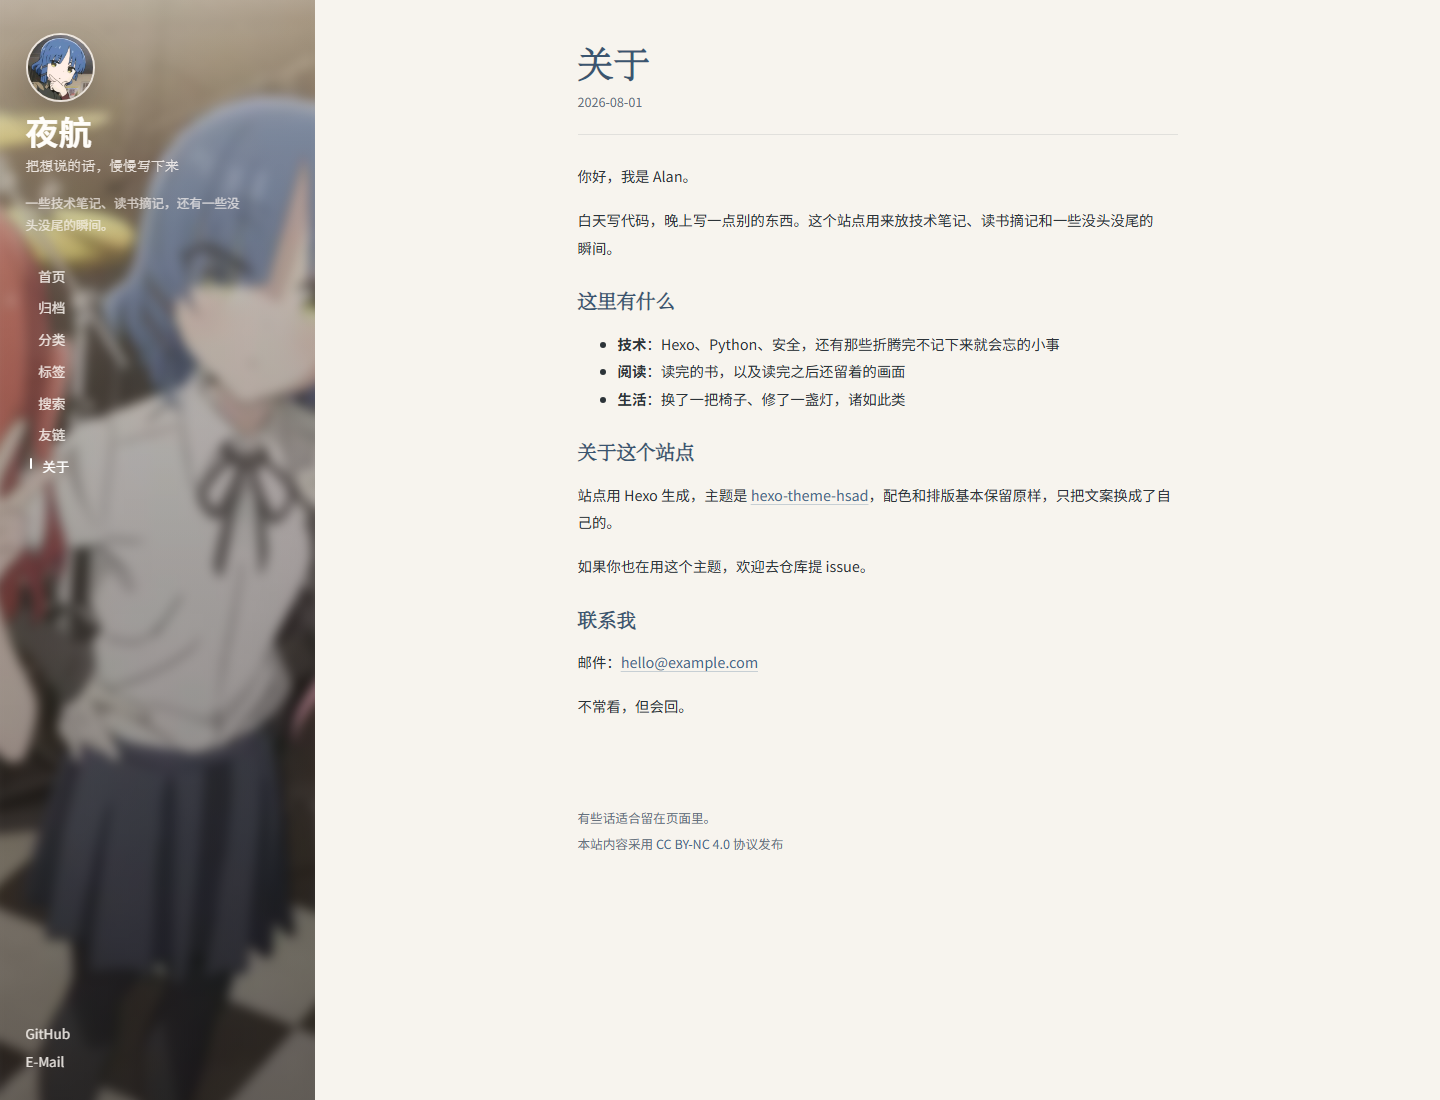 夜航
把想说的话，慢慢写下来
一些技术笔记、读书摘记，还有一些没
头没尾的瞬间。
首页
归档
分类
标签
搜索
友链
关于
GitHub
E-Mail
关于
2026-08-01
你好，我是 Alan。
白天写代码，晚上写一点别的东西。这个站点用来放技术笔记、读书摘记和一些没头没尾的
瞬间。
这里有什么
技术：Hexo、Python、安全，还有那些折腾完不记下来就会忘的小事
阅读：读完的书，以及读完之后还留着的画面
生活：换了一把椅子、修了一盏灯，诸如此类
关于这个站点
站点用 Hexo 生成，主题是 hexo-theme-hsad，配色和排版基本保留原样，只把文案换成了自
己的。
如果你也在用这个主题，欢迎去仓库提 issue。
联系我
邮件：hello@example.com
不常看，但会回。
有些话适合留在页面里。
本站内容采用 CC BY-NC 4.0 协议发布